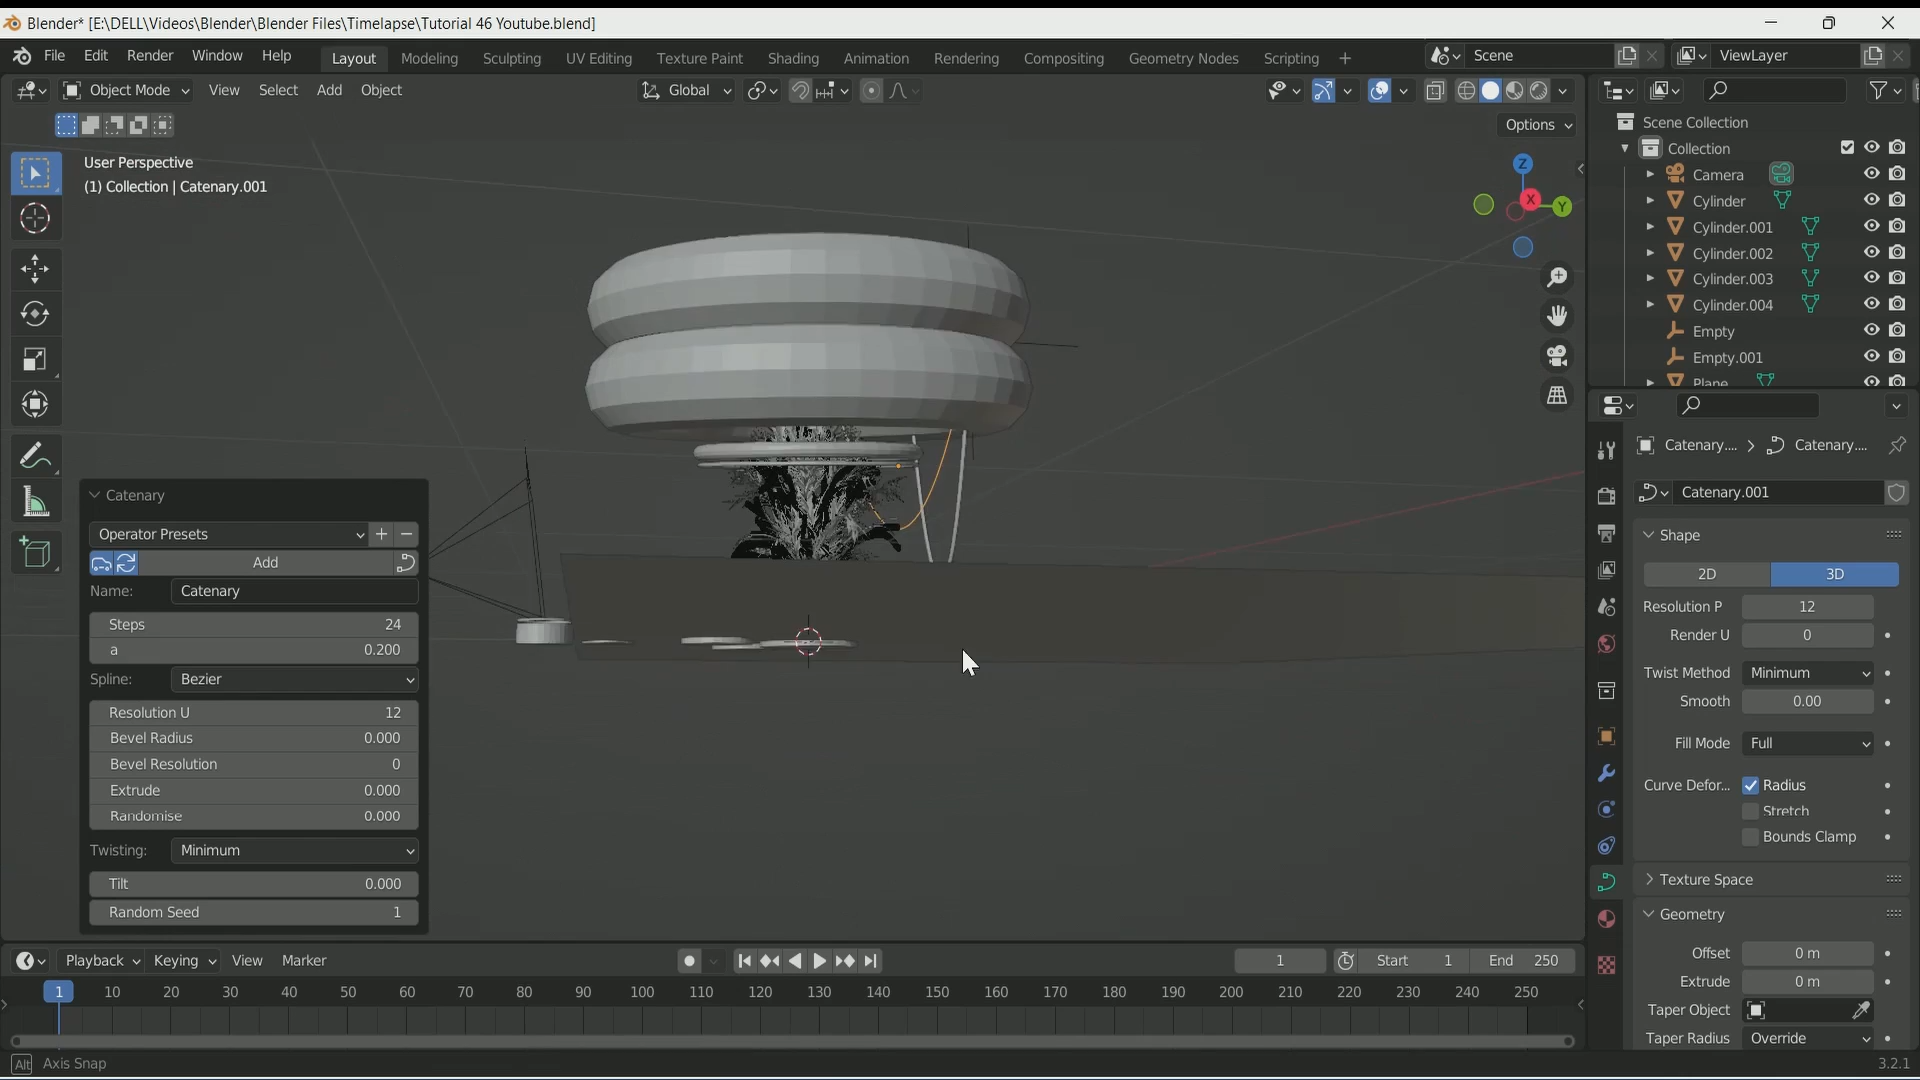 Blender* [E:\DELL\Videos\Blender\Blender Files\Timelapse\Tutorial 46 Youtube.blend]
File Edit Render Window Help Layout Modeling Sculpting UV Editing Texture Paint Shading Animation Rendering Compositing Geometry Nodes Scripting + Scene ViewLayer
Object Mode View Select Add Object Global
Options
User Perspective
(1) Collection | Catenary.001
Z
X
Y
Scene Collection
Collection
Camera
Cylinder
Cylinder.001
Cylinder.002
Cylinder.003
Cylinder.004
Empty
Empty.001
Plane
Catenary.... > Catenary....
Catenary.001
Shape
2D 3D
Resolution P 12
Render U 0
Twist Method Minimum
Smooth 0.00
Fill Mode Full
Curve Defor... Radius
Stretch
Bounds Clamp
Texture Space
Geometry
Offset 0 m
Extrude 0 m
Taper Object
Taper Radius Override
Catenary
Operator Presets
Add
Name: Catenary
Steps 24
a 0.200
Spline: Bezier
Resolution U 12
Bevel Radius 0.000
Bevel Resolution 0
Extrude 0.000
Randomise 0.000
Twisting: Minimum
Tilt 0.000
Random Seed 1
Playback Keying View Marker 1 Start 1 End 250
1 10 20 30 40 50 60 70 80 90 100 110 120 130 140 150 160 170 180 190 200 210 220 230 240 250
Alt Axis Snap 3.2.1